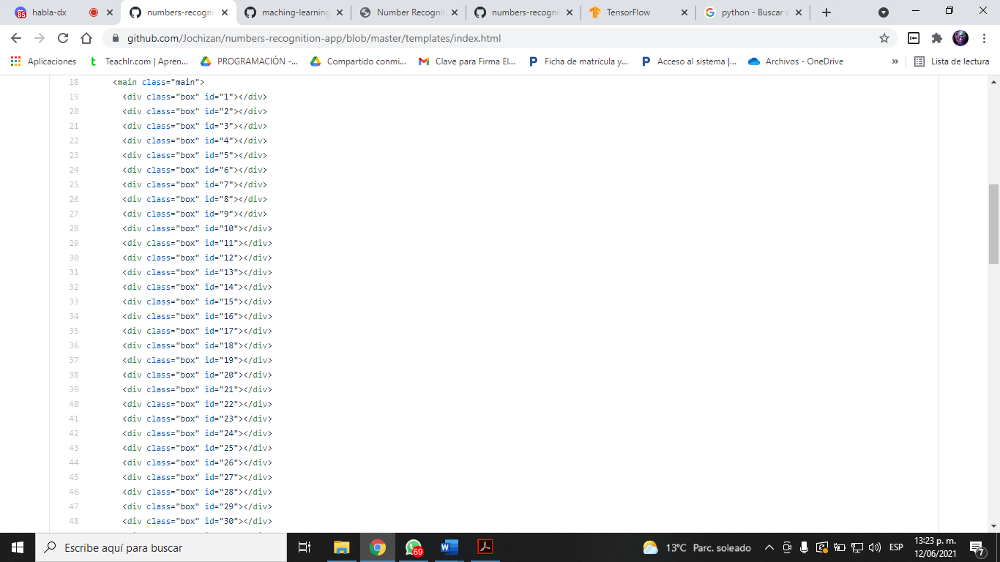 85 habla-dx
numbers-recogni
maching-learning
Number Recogni
numbers-recogni
TensorFlow
python - Buscar c
github.com/Jochizan/numbers-recognition-app/blob/master/templates/index.html
Aplicaciones
t Teachlr.com | Apren...
PROGRAMACIÓN -...
Compartido conmi...
Clave para Firma El...
P Ficha de matrícula y...
P Acceso al sistema |...
Archivos - OneDrive
»
Lista de lectura
18 <main class="main">
19 <div class="box" id="1"></div>
20 <div class="box" id="2"></div>
21 <div class="box" id="3"></div>
22 <div class="box" id="4"></div>
23 <div class="box" id="5"></div>
24 <div class="box" id="6"></div>
25 <div class="box" id="7"></div>
26 <div class="box" id="8"></div>
27 <div class="box" id="9"></div>
28 <div class="box" id="10"></div>
29 <div class="box" id="11"></div>
30 <div class="box" id="12"></div>
31 <div class="box" id="13"></div>
32 <div class="box" id="14"></div>
33 <div class="box" id="15"></div>
34 <div class="box" id="16"></div>
35 <div class="box" id="17"></div>
36 <div class="box" id="18"></div>
37 <div class="box" id="19"></div>
38 <div class="box" id="20"></div>
39 <div class="box" id="21"></div>
40 <div class="box" id="22"></div>
41 <div class="box" id="23"></div>
42 <div class="box" id="24"></div>
43 <div class="box" id="25"></div>
44 <div class="box" id="26"></div>
45 <div class="box" id="27"></div>
46 <div class="box" id="28"></div>
47 <div class="box" id="29"></div>
48 <div class="box" id="30"></div>
Escribe aquí para buscar
69
W
13°C Parc. soleado
ESP
13:23 p. m.
12/06/2021
7